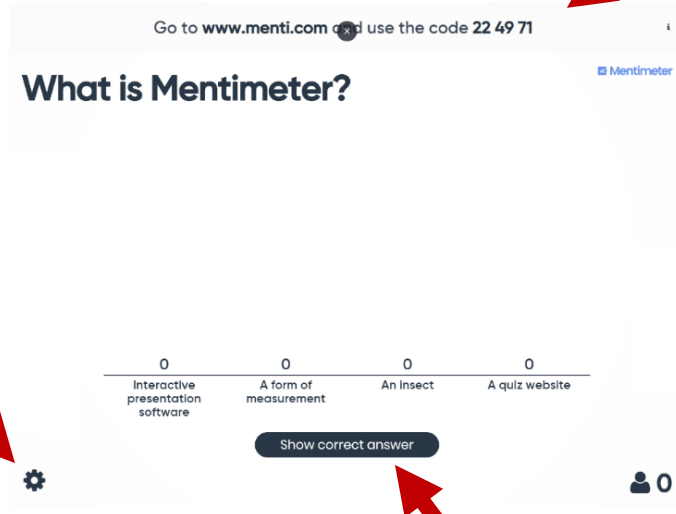 Go to www.menti.com and use the code 22 49 71
i
Mentimeter
What is Mentimeter?
0 0 0 0
Interactive presentation software
A form of measurement
An insect
A quiz website
Show correct answer
0